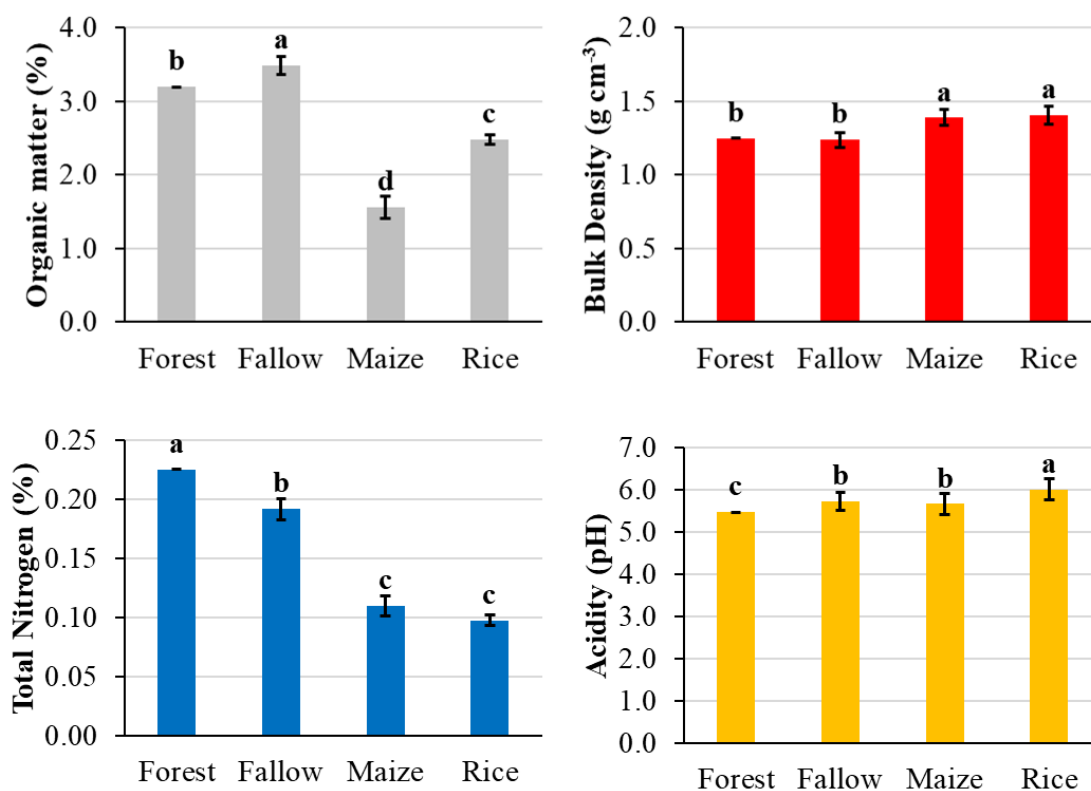 Organic matter (%)
4.0
3.0
2.0
1.0
0.0
b
a
d
c
Forest Fallow Maize Rice
Bulk Density (g cm-3)
2.0
1.5
1.0
0.5
0.0
b
b
a
a
Forest Fallow Maize Rice
Total Nitrogen (%)
0.25
0.20
0.15
0.10
0.05
0.00
a
b
c
c
Forest Fallow Maize Rice
Acidity (pH)
7.0
6.0
5.0
4.0
3.0
2.0
1.0
0.0
c
b
b
a
Forest Fallow Maize Rice